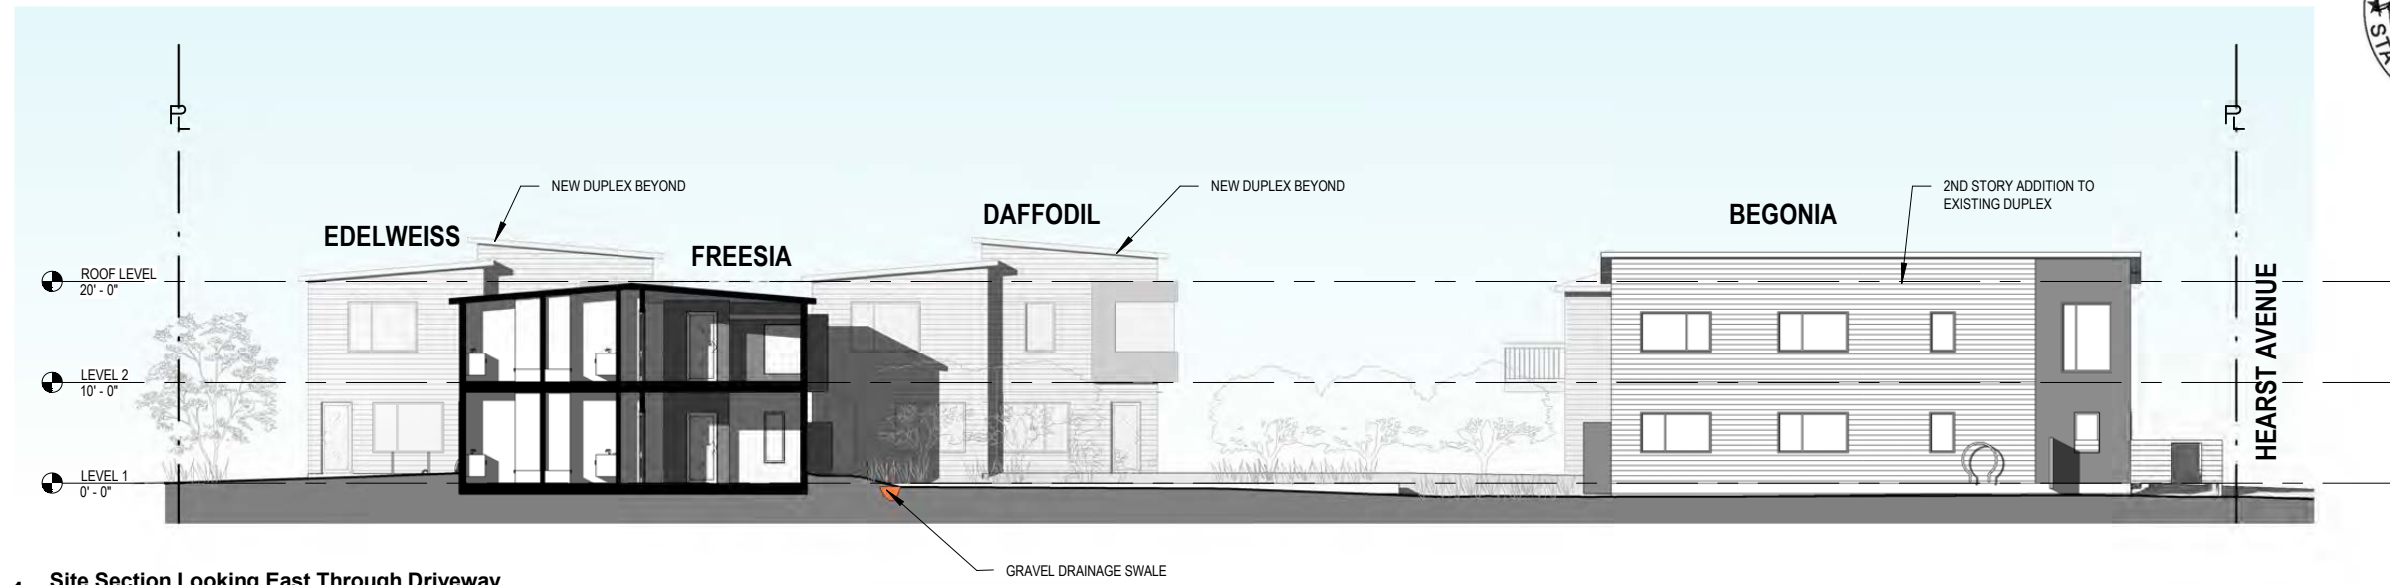 STA
PL
PL
NEW DUPLEX BEYOND
NEW DUPLEX BEYOND
2ND STORY ADDITION TO
EXISTING DUPLEX
EDELWEISS
FREESIA
DAFFODIL
BEGONIA
ROOF LEVEL
20' - 0"
LEVEL 2
10' - 0"
LEVEL 1
0' - 0"
HEARST AVENUE
GRAVEL DRAINAGE SWALE
Site Section Looking East Through Driveway